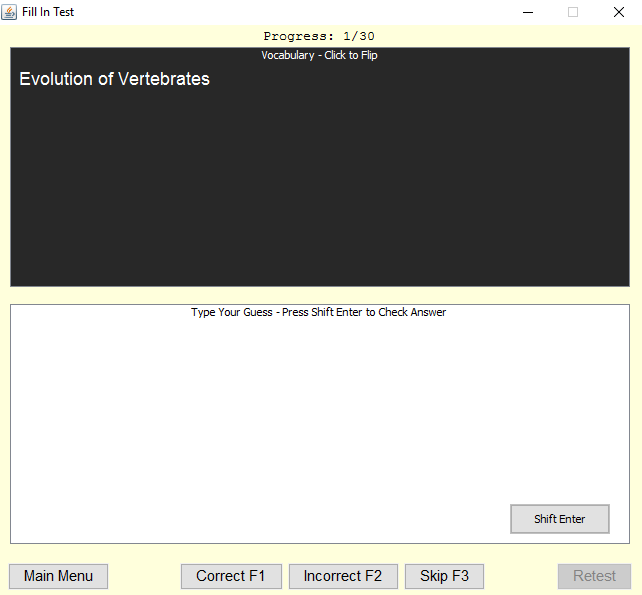 Fill In Test
Progress: 1/30
Vocabulary - Click to Flip
Evolution of Vertebrates
Type Your Guess - Press Shift Enter to Check Answer
Shift Enter
Main Menu
Correct F1
Incorrect F2
Skip F3
Retest